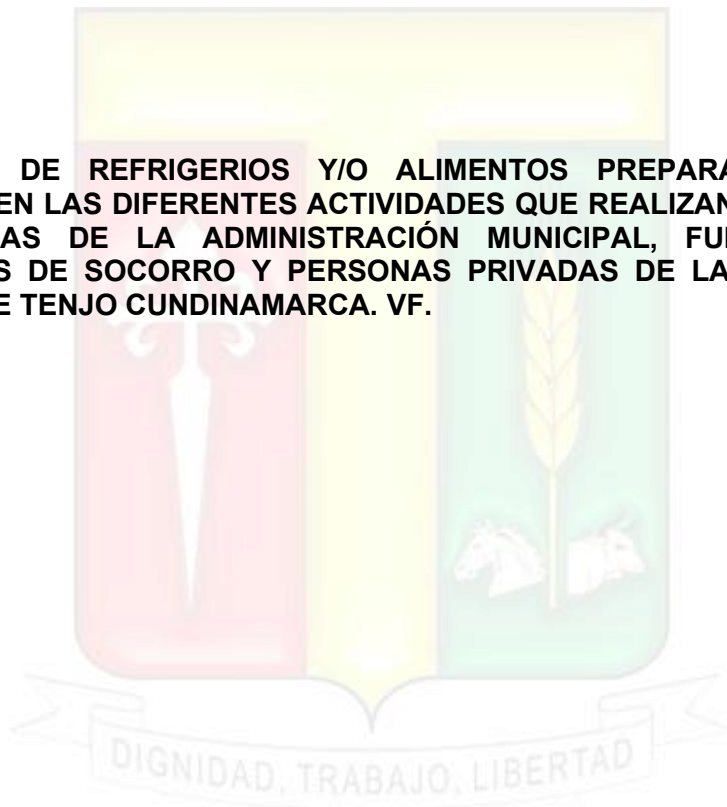 DE REFRIGERIOS Y/O ALIMENTOS PREPARA
EN LAS DIFERENTES ACTIVIDADES QUE REALIZAN
AS DE LA ADMINISTRACIÓN MUNICIPAL, FU
S DE SOCORRO Y PERSONAS PRIVADAS DE LA
E TENJO CUNDINAMARCA. VF.
DIGNIDAD, TRABAJO, LIBERTAD